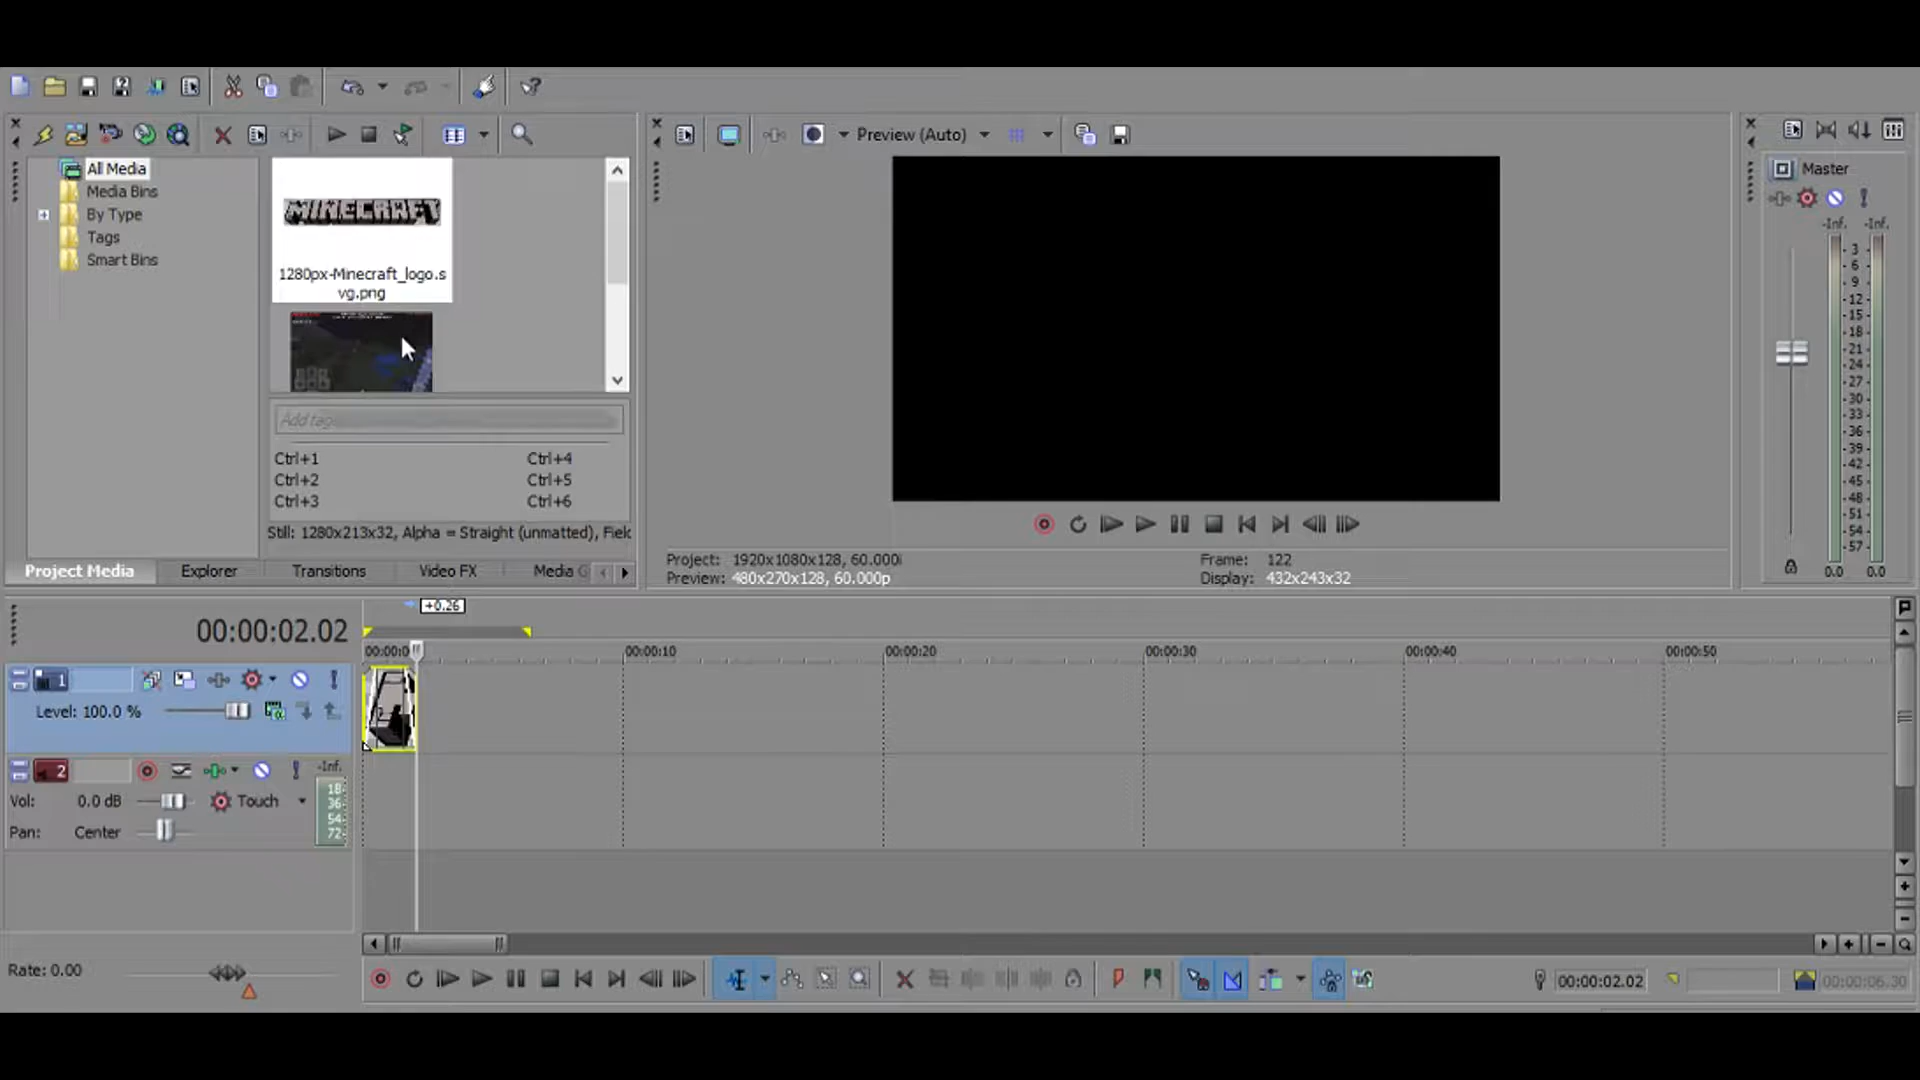 Preview (Auto)
All Media
Media Bins
By Type
Tags
Smart Bins
MINECRAFT
1280px-Minecraft_logo.s
vg.png
Add tag
Ctrl+1 Ctrl+4
Ctrl+2 Ctrl+5
Ctrl+3 Ctrl+6
Still: 1280x213x32, Alpha = Straight (unmatted), Fielc
Project Media Explorer Transitions Video FX Media G
Project: 1920x1080x128, 60.000i
Preview: 480x270x128, 60.000p
Frame: 122
Display: 432x243x32
Master
-Inf. -Inf.
3
6
9
12
15
18
21
24
27
30
33
36
39
42
45
48
51
54
57
0.0 0.0
+0.26
00:00:02.02
00:00:0 00:00:10 00:00:20 00:00:30 00:00:40 00:00:50
1
Level: 100.0 %
2
-Inf.
Vol: 0.0 dB Touch
Pan: Center
18
36
54
72
Rate: 0.00
00:00:02.02
00:00:06.30